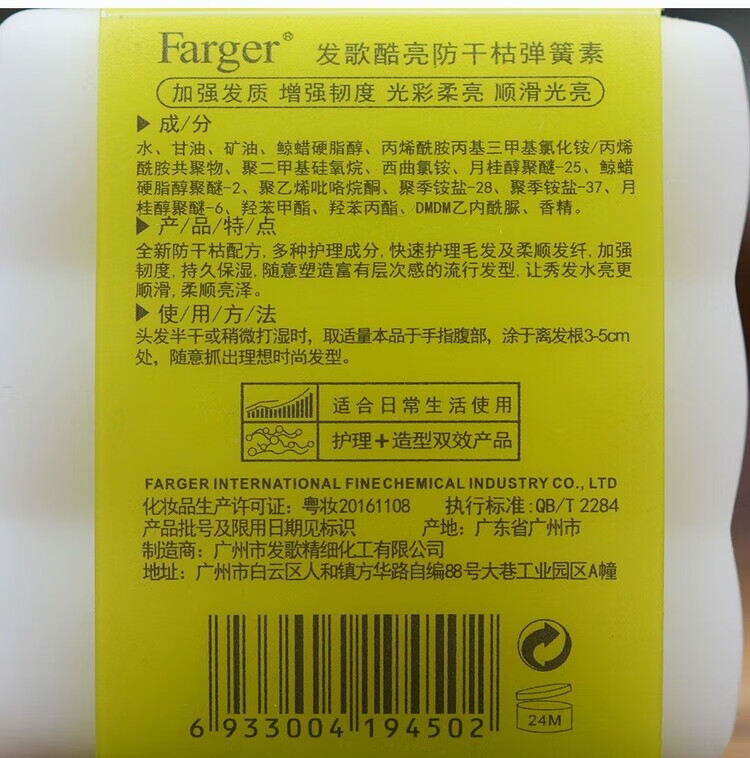 Farger® 发歌酷亮防干枯弹簧素
加强发质 增强韧度 光彩柔亮 顺滑光亮
▶ 成/分
水、甘油、矿油、鲸蜡硬脂醇、丙烯酰胺丙基三甲基氯化铵/丙烯
酰胺共聚物、聚二甲基硅氧烷、西曲氯铵、月桂醇聚醚-25、鲸蜡
硬脂醇聚醚-2、聚乙烯吡咯烷酮、聚季铵盐-28、聚季铵盐-37、月
桂醇聚醚-6、羟苯甲酯、羟苯丙酯、DMDM乙内酰脲、香精。
▶ 产/品/特/点
全新防干枯配方,多种护理成分,快速护理毛发及柔顺发纤,加强
韧度,持久保湿,随意塑造富有层次感的流行发型,让秀发水亮更
顺滑,柔顺亮泽。
▶ 使/用/方/法
头发半干或稍微打湿时，取适量本品于手指腹部，涂于离发根3-5cm
处，随意抓出理想时尚发型。
适合日常生活使用
护理+造型双效产品
FARGER INTERNATIONAL FINECHEMICAL INDUSTRY CO., LTD
化妆品生产许可证：粤妆20161108 执行标准:QB/T 2284
产品批号及限用日期见标识 产地：广东省广州市
制造商：广州市发歌精细化工有限公司
地址：广州市白云区人和镇方华路自编88号大巷工业园区A幢
6 933004 194502
24M